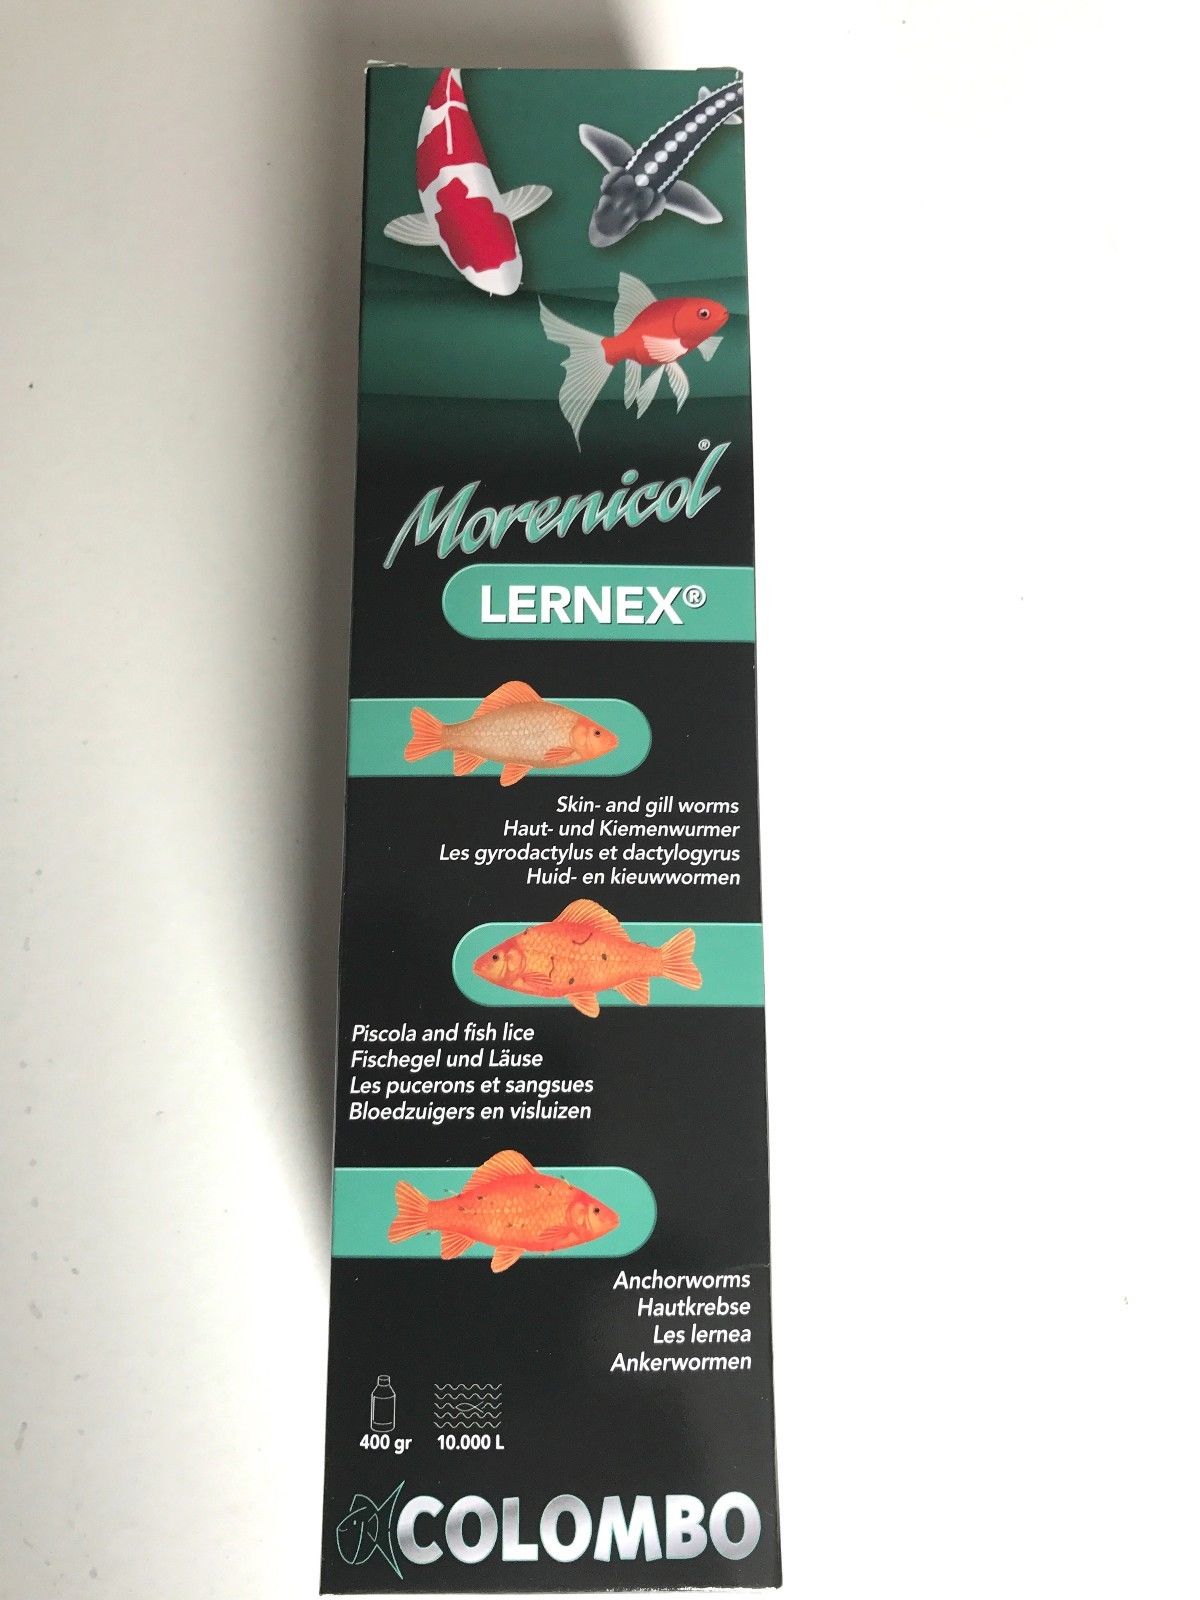 Morenicol®
LERNEX®
Skin- and gill worms
Haut- und Kiemenwurmer
Les gyrodactylus et dactylogyrus
Huid- en kieuwwormen
Piscola and fish lice
Fischegel und Läuse
Les pucerons et sangsues
Bloedzuigers en visluizen
Anchorworms
Hautkrebse
Les lernea
Ankerwormen
400 gr 10.000 L
COLOMBO